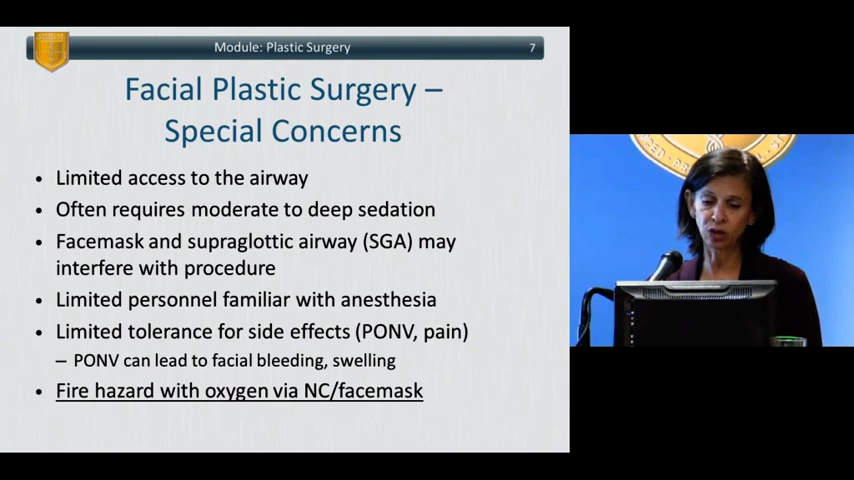 Module: Plastic Surgery 7
Facial Plastic Surgery –
Special Concerns
• Limited access to the airway
• Often requires moderate to deep sedation
• Facemask and supraglottic airway (SGA) may
interfere with procedure
• Limited personnel familiar with anesthesia
• Limited tolerance for side effects (PONV, pain)
– PONV can lead to facial bleeding, swelling
• Fire hazard with oxygen via NC/facemask